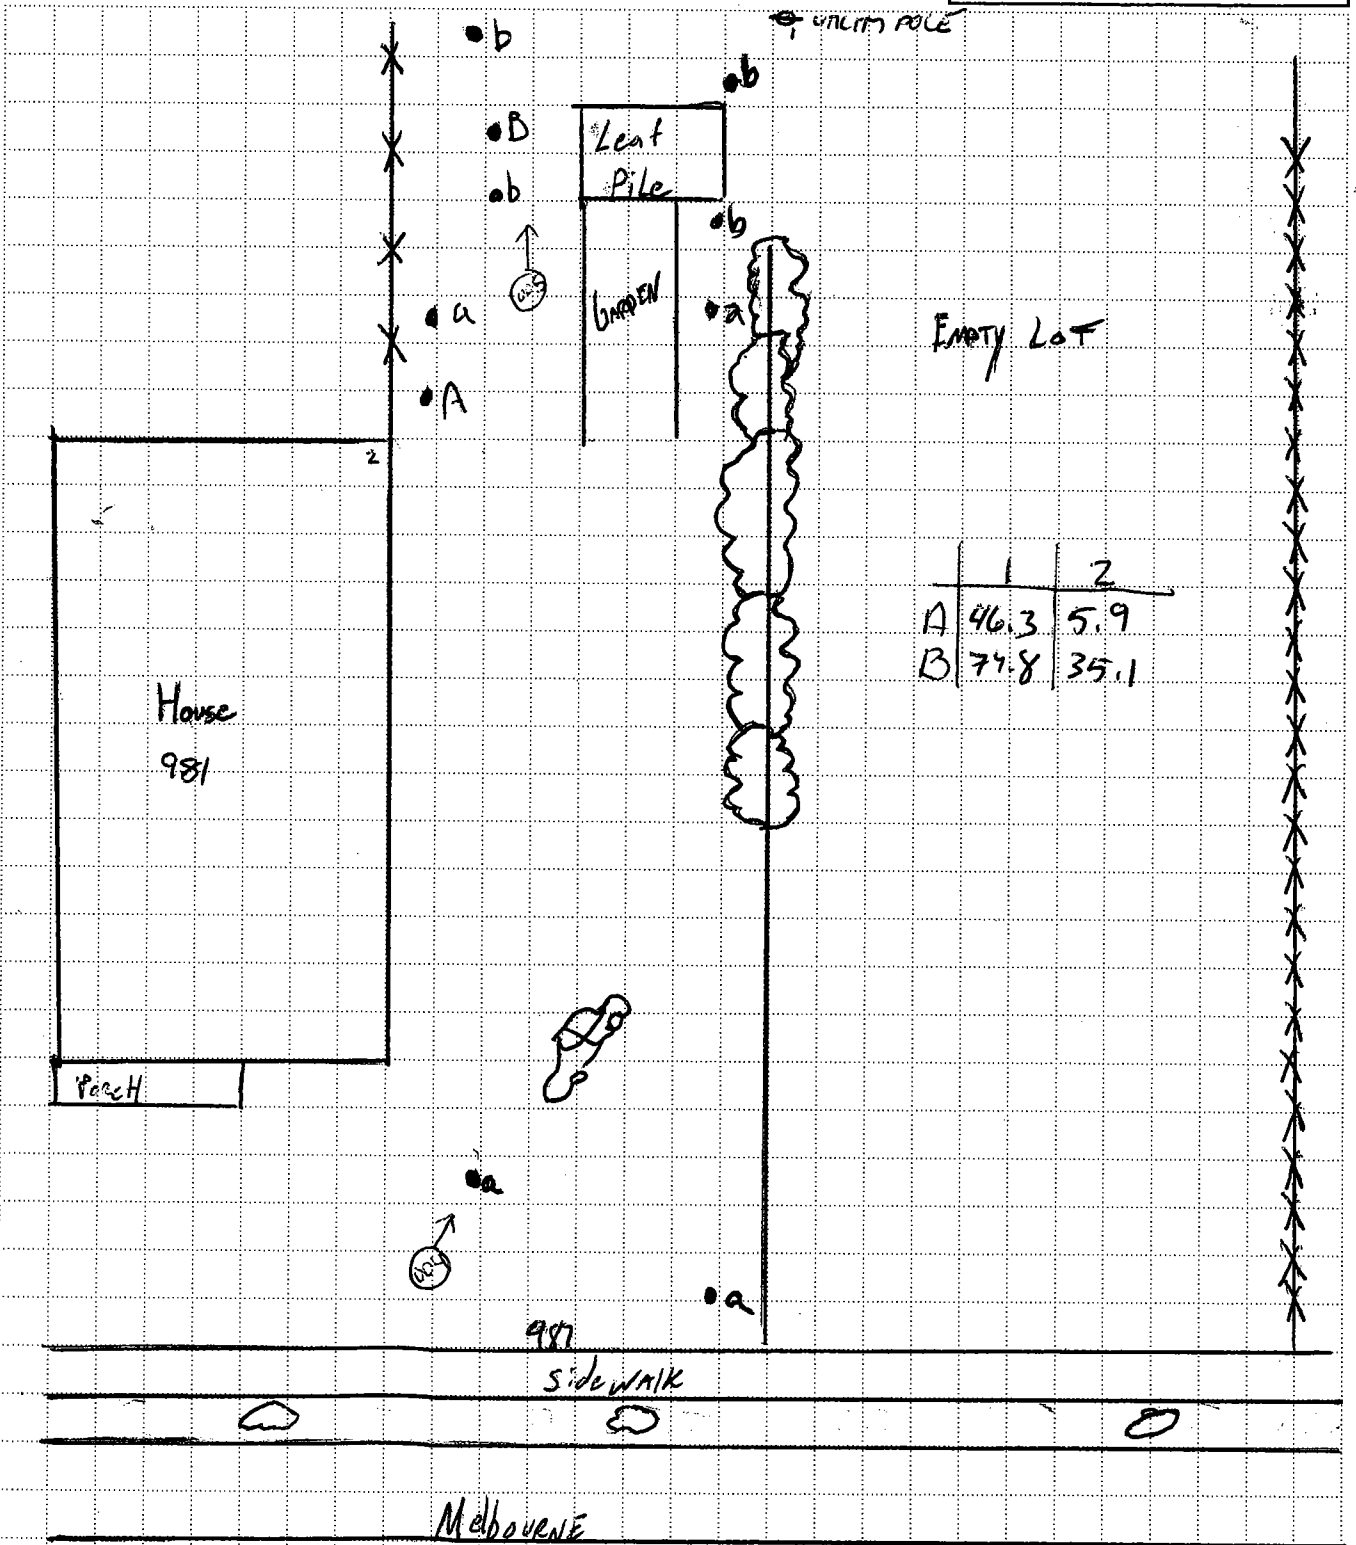 UTILITY POLE
b
b
B
Leaf
Pile
b
b
GARDEN
a
a
EMPTY LOT
A
2
1 2
A 46.3 5.9
B 74.8 35.1
House
981
PorcH
a
a
987
SidewAlk
MelbouRNE